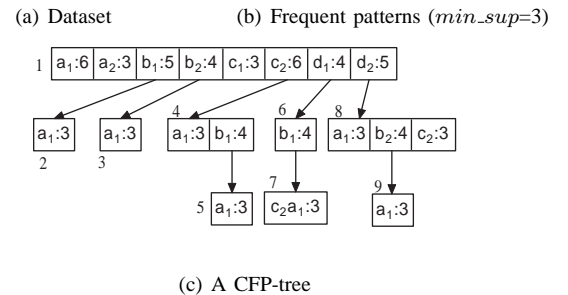 (a) Dataset (b) Frequent patterns (min_sup=3)
1 a₁:6 a₂:3 b₁:5 b₂:4 c₁:3 c₂:6 d₁:4 d₂:5
4 6 8
a₁:3 a₁:3 a₁:3 b₁:4 b₁:4 a₁:3 b₂:4 c₂:3
2 3
7 9
5 a₁:3 c₂a₁:3 a₁:3
(c) A CFP-tree